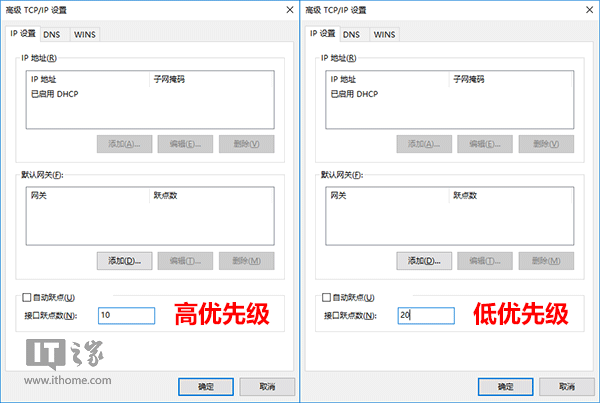 高级 TCP/IP 设置
IP 设置 DNS WINS
IP 地址(R)
IP 地址 子网掩码
已启用 DHCP
添加(A)... 编辑(E)... 删除(V)
默认网关(F):
网关 跃点数
添加(D)... 编辑(T)... 删除(M)
自动跃点(U)
接口跃点数(N): 10
高优先级
IT之家
www.ithome.com
确定 取消
高级 TCP/IP 设置
IP 设置 DNS WINS
IP 地址(R)
IP 地址 子网掩码
已启用 DHCP
添加(A)... 编辑(E)... 删除(V)
默认网关(F):
网关 跃点数
添加(D)... 编辑(T)... 删除(M)
自动跃点(U)
接口跃点数(N): 20
低优先级
确定 取消